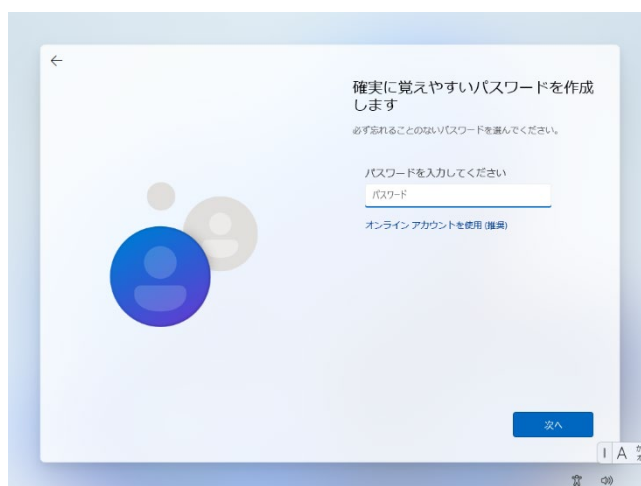 確実に覚えやすいパスワードを作成
します
必ず忘れることのないパスワードを選んでください。
パスワードを入力してください
パスワード
オンライン アカウントを使用 (推奨)
次へ
A